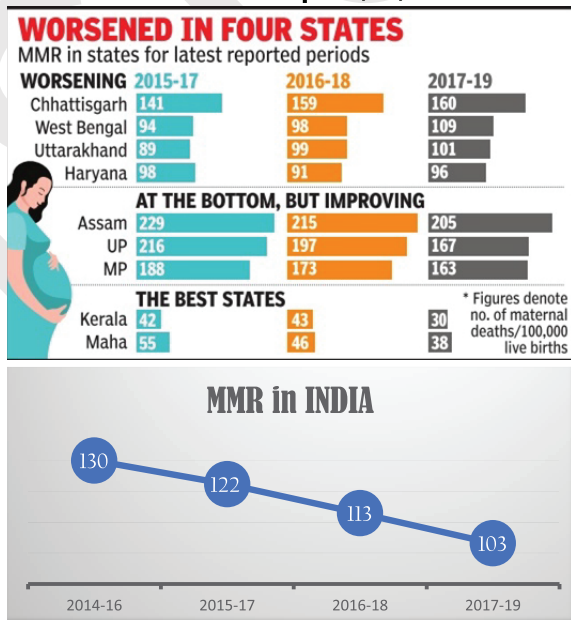 WORSENED IN FOUR STATES
MMR in states for latest reported periods
WORSENING 2015-17 2016-18 2017-19
Chhattisgarh 141 159 160
West Bengal 94 98 109
Uttarakhand 89 99 101
Haryana 98 91 96
AT THE BOTTOM, BUT IMPROVING
Assam 229 215 205
UP 216 197 167
MP 188 173 163
THE BEST STATES
Kerala 42 43 30
Maha 55 46 38
* Figures denote
no. of maternal
deaths/100,000
live births
MMR in INDIA
130
122
113
103
2014-16 2015-17 2016-18 2017-19